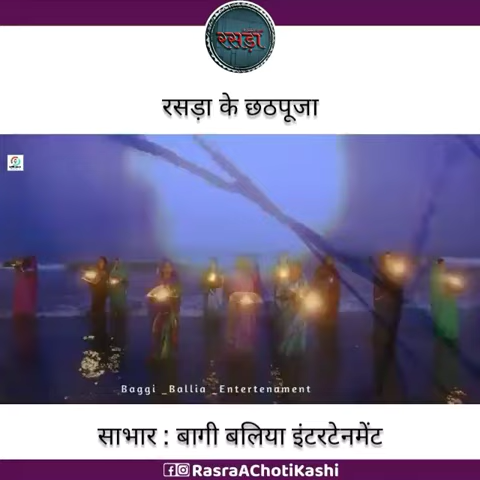 रसड़ा
रसड़ा के छठपूजा
Baggi _Ballia _Entertenament
साभार : बागी बलिया इंटरटेनमेंट
RasraAChotiKashi